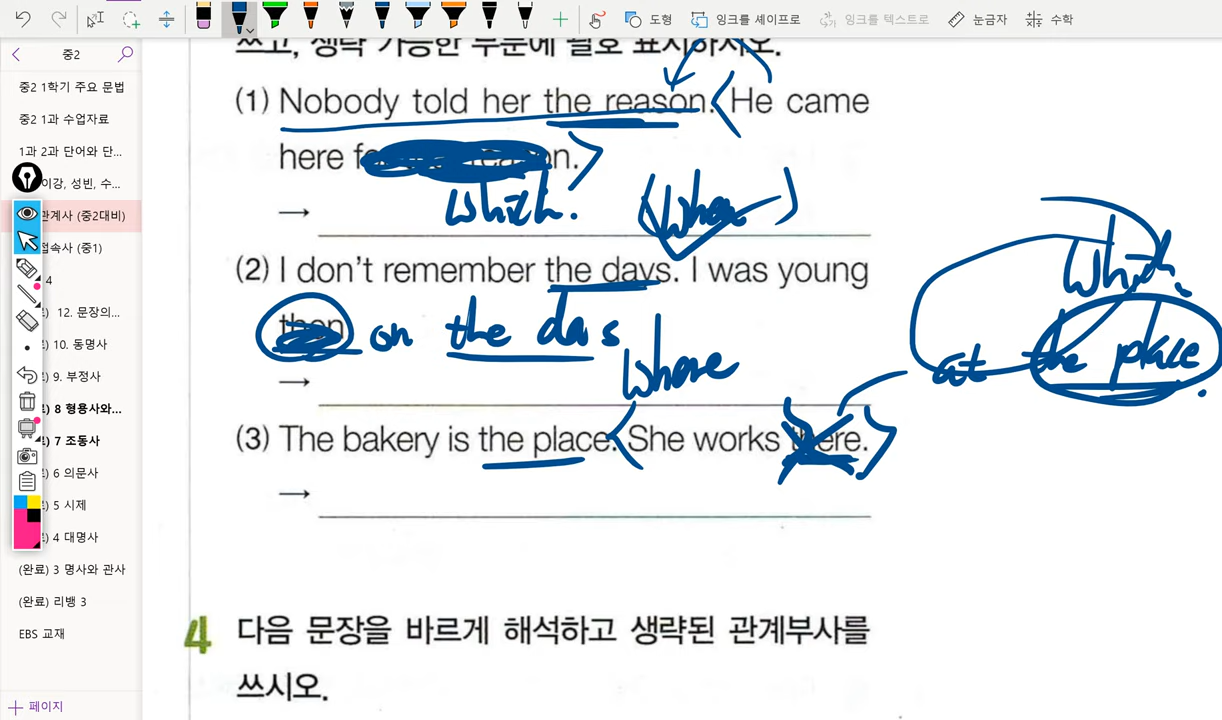 도형
잉크를 셰이프로
잉크를 텍스트로
눈금자
수학
중2
중2 1학기 주요 문법
중2 1과 수업자료
1과 2과 단어와 단...
이강, 성빈, 수...
관계사 (중2대비)
접속사 (중1)
4
) 12. 문장의...
) 10. 동명사
) 9. 부정사
) 8 형용사와...
) 7 조동사
) 6 의문사
) 5 시제
) 4 대명사
(완료) 3 명사와 관사
(완료) 리뱅 3
EBS 교재
페이지
쓰고, 생략 가능한 부분에 괄호 표시하시오.
(1) Nobody told her the reason. He came
here
which.
→
(2) I don't remember the days. I was young
then on the das
→
where
which.
at the place.
(3) The bakery is the place. She works there.
→
4 다음 문장을 바르게 해석하고 생략된 관계부사를
쓰시오.